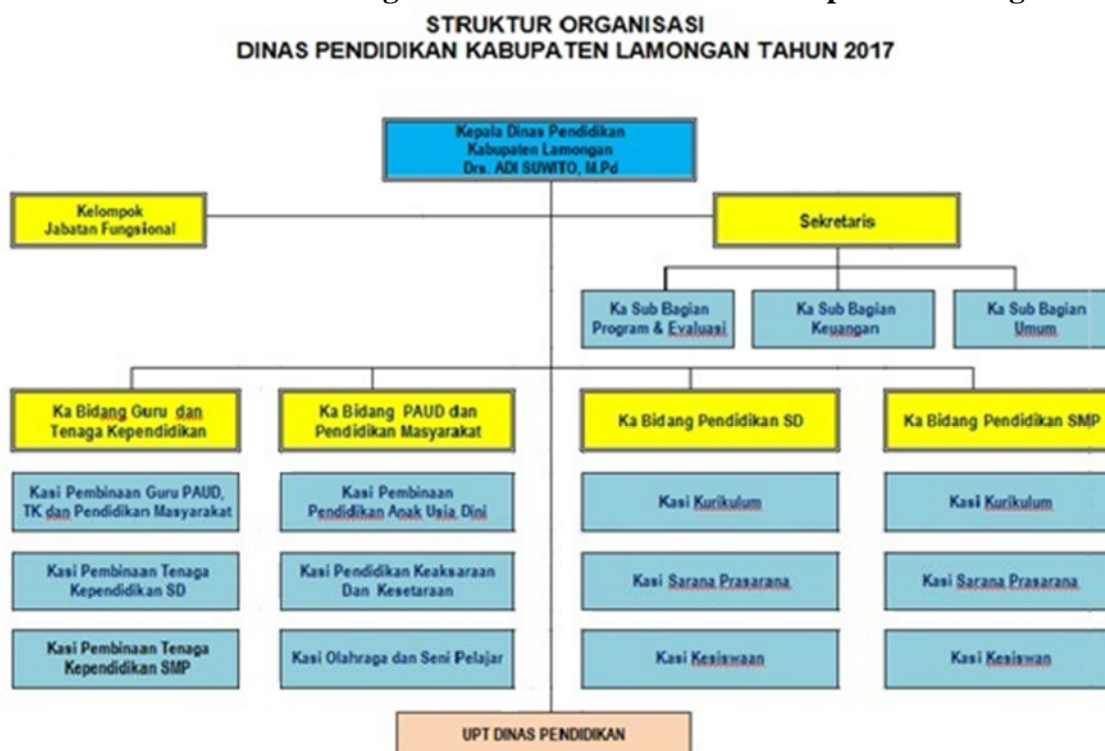 STRUKTUR ORGANISASI
DINAS PENDIDIKAN KABUPATEN LAMONGAN TAHUN 2017
Kepala Dinas Pendidikan
Kabupaten Lamongan
Drs. ADI SUWITO, M.Pd
Kelompok
Jabatan Fungsional
Sekretaris
Ka Sub Bagian
Program & Evaluasi
Ka Sub Bagian
Keuangan
Ka Sub Bagian
Umum
Ka Bidang Guru dan
Tenaga Kependidikan
Ka Bidang PAUD dan
Pendidikan Masyarakat
Ka Bidang Pendidikan SD
Ka Bidang Pendidikan SMP
Kasi Pembinaan Guru PAUD,
TK dan Pendidikan Masyarakat
Kasi Pembinaan
Pendidikan Anak Usia Dini
Kasi Kurikulum
Kasi Kurikulum
Kasi Pembinaan Tenaga
Kependidikan SD
Kasi Pendidikan Keaksaraan
Dan Kesetaraan
Kasi Sarana Prasarana
Kasi Sarana Prasarana
Kasi Pembinaan Tenaga
Kependidikan SMP
Kasi Olahraga dan Seni Pelajar
Kasi Kesiswaan
Kasi Kesiswan
UPT DINAS PENDIDIKAN